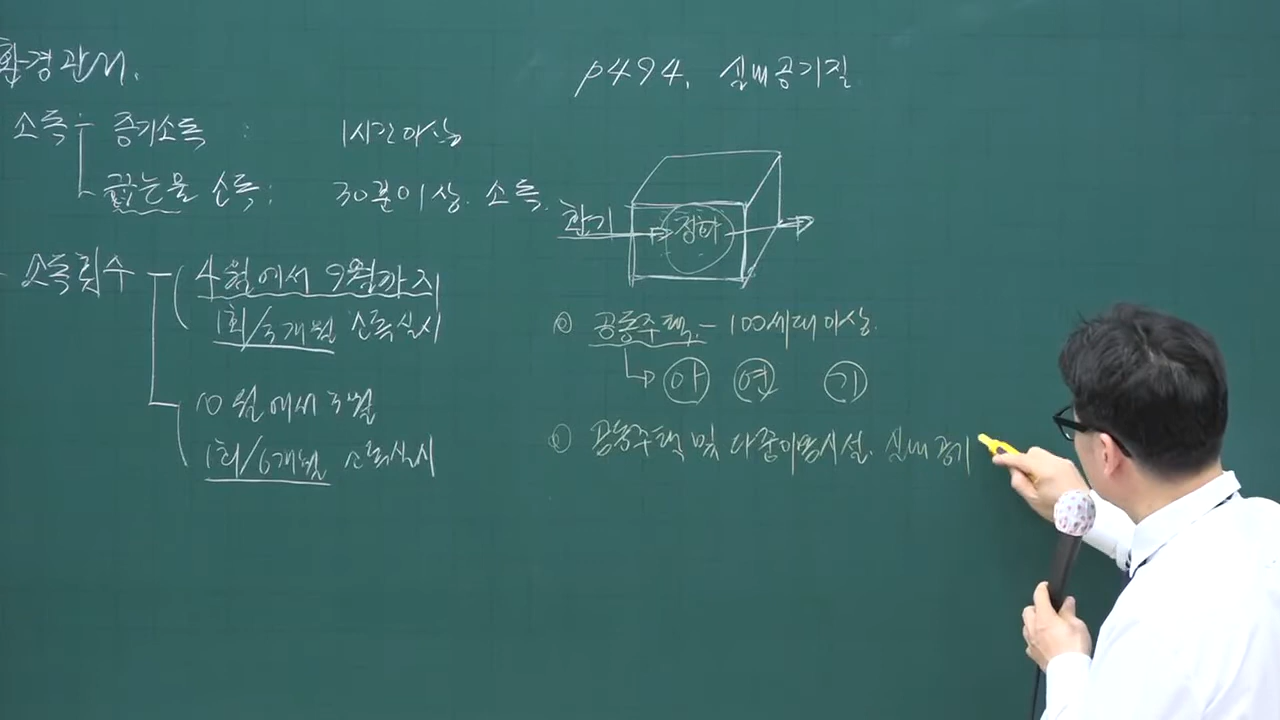 환경관리.
소독 증기소독 : 1시간이상
끓는물 소독 : 30분이상. 소독.
소독횟수 4월에서 9월까지
1회/3개월 소독실시
10월에서 3월
1회/6개월 소독실시
p494. 실내공기질
환기 정화
공동주택. - 100세대이상.
아 연 기
공동주택 및 다중이용시설. 실내공기